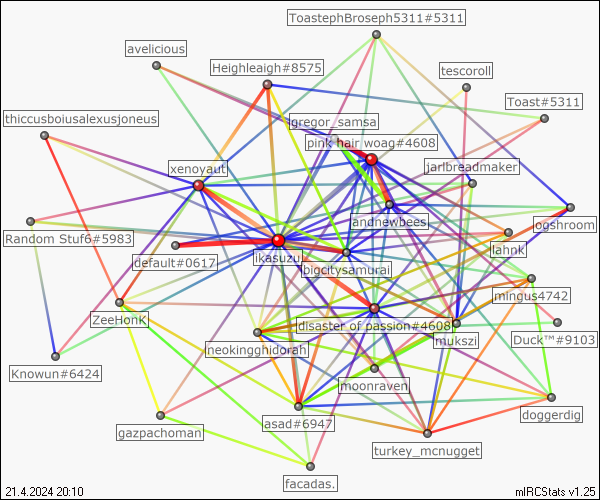 ToastephBroseph5311#5311
avelicious
Heighleaigh#8575
tescoroll
Toast#5311
thiccusboiusalexusjoneus
gregor_samsa
pink hair woag#4608
xenoyaut
jarlbreadmaker
andnewbees
ogshroom
Random Stuf6#5983
default#0617
ikasuzu
lahnk
bigcitysamurai
mingus4742
ZeeHonK
disaster of passion#4608
mukszi
Duck™#9103
neokingghidorah
Knowun#6424
moonraven
doggerdig
gazpachoman
asad#6947
turkey_mcnugget
facadas.
21.4.2024 20:10
mIRCStats v1.25